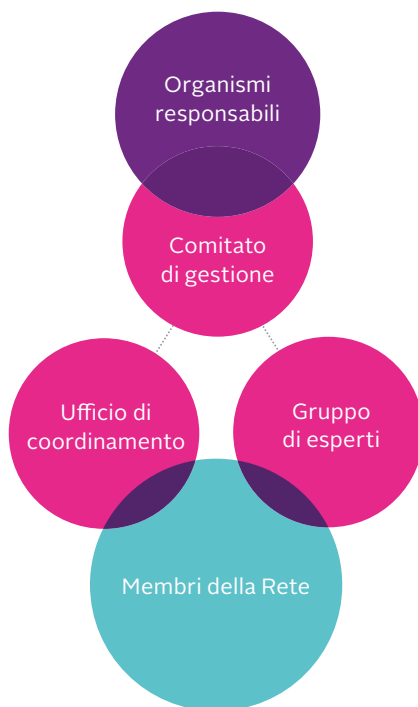 Organismi
responsabili
Comitato
di gestione
Ufficio di
coordinamento
Gruppo
di esperti
Membri della Rete